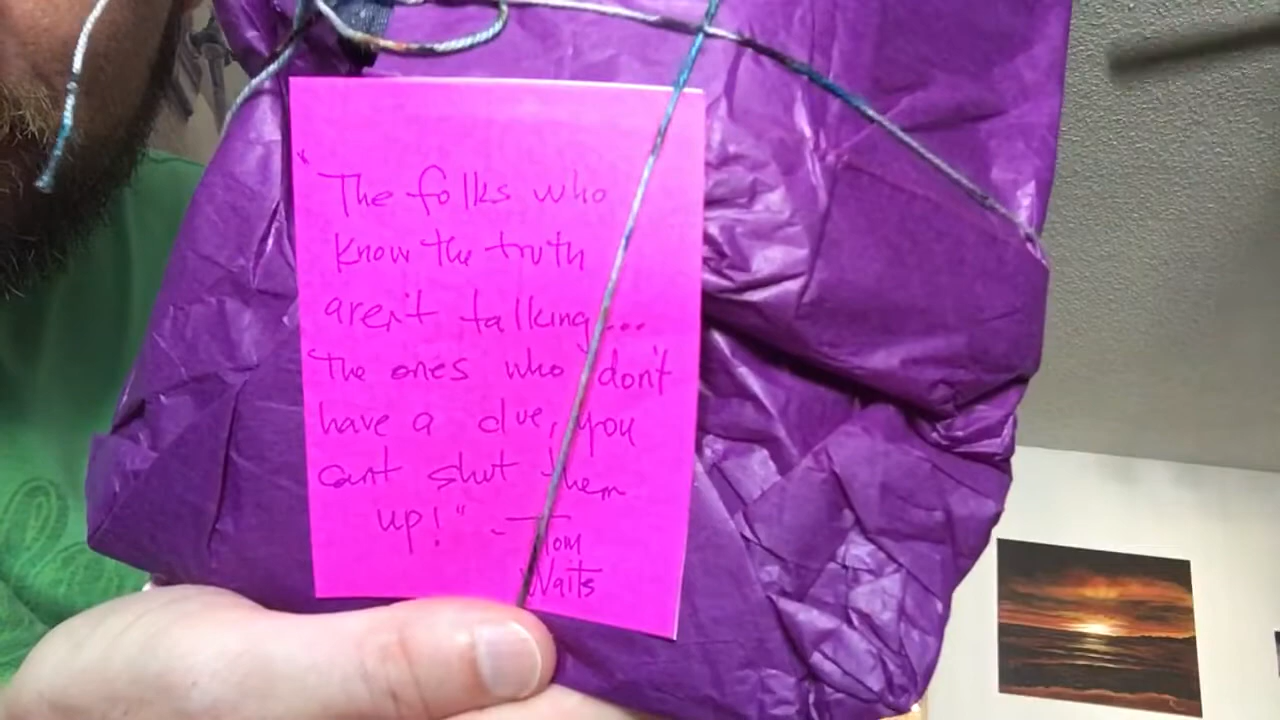 "The folks who
know the truth
aren't talking...
The ones who don't
have a clue, you
can't shut them
up!" - Tom
Waits